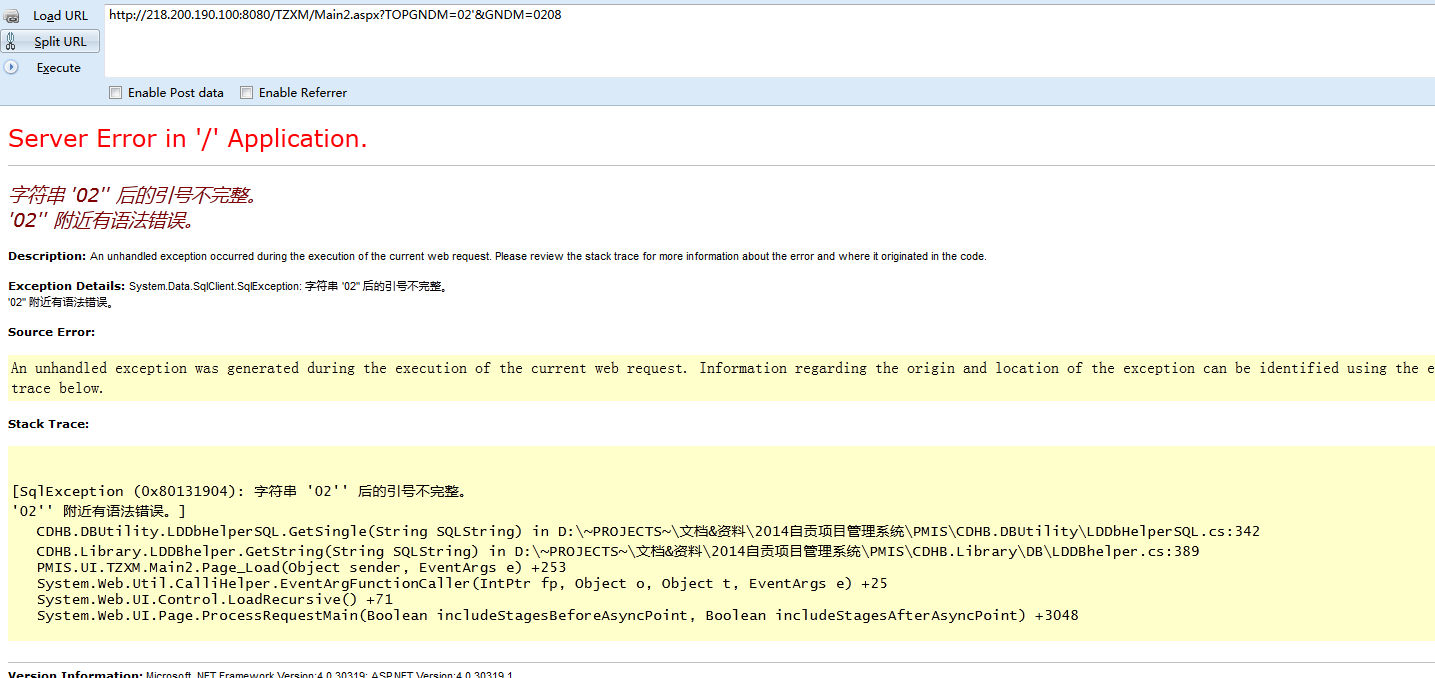 Load URL
http://218.200.190.100:8080/TZXM/Main2.aspx?TOPGNDM=02'&GNDM=0208
Split URL
Execute
Enable Post data Enable Referrer
Server Error in '/' Application.
字符串 '02'' 后的引号不完整。
'02'' 附近有语法错误。
Description: An unhandled exception occurred during the execution of the current web request. Please review the stack trace for more information about the error and where it originated in the code.
Exception Details: System.Data.SqlClient.SqlException: 字符串 '02'' 后的引号不完整。
'02'' 附近有语法错误。
Source Error:
An unhandled exception was generated during the execution of the current web request. Information regarding the origin and location of the exception can be identified using the e
trace below.
Stack Trace:
[SqlException (0x80131904): 字符串 '02'' 后的引号不完整。
'02'' 附近有语法错误。]
CDHB.DBUtility.LDDbHelperSQL.GetSingle(String SQLString) in D:\~PROJECTS~\文档&资料\2014自贡项目管理系统\PMIS\CDHB.DBUtility\LDDbHelperSQL.cs:342
CDHB.Library.LDDBhelper.GetString(String SQLString) in D:\~PROJECTS~\文档&资料\2014自贡项目管理系统\PMIS\CDHB.Library\DB\LDDBhelper.cs:389
PMIS.UI.TZXM.Main2.Page_Load(Object sender, EventArgs e) +253
System.Web.Util.CalliHelper.EventArgFunctionCaller(IntPtr fp, Object o, Object t, EventArgs e) +25
System.Web.UI.Control.LoadRecursive() +71
System.Web.UI.Page.ProcessRequestMain(Boolean includeStagesBeforeAsyncPoint, Boolean includeStagesAfterAsyncPoint) +3048
Version Information: Microsoft .NET Framework Version:4.0.30319; ASP.NET Version:4.0.30319.1